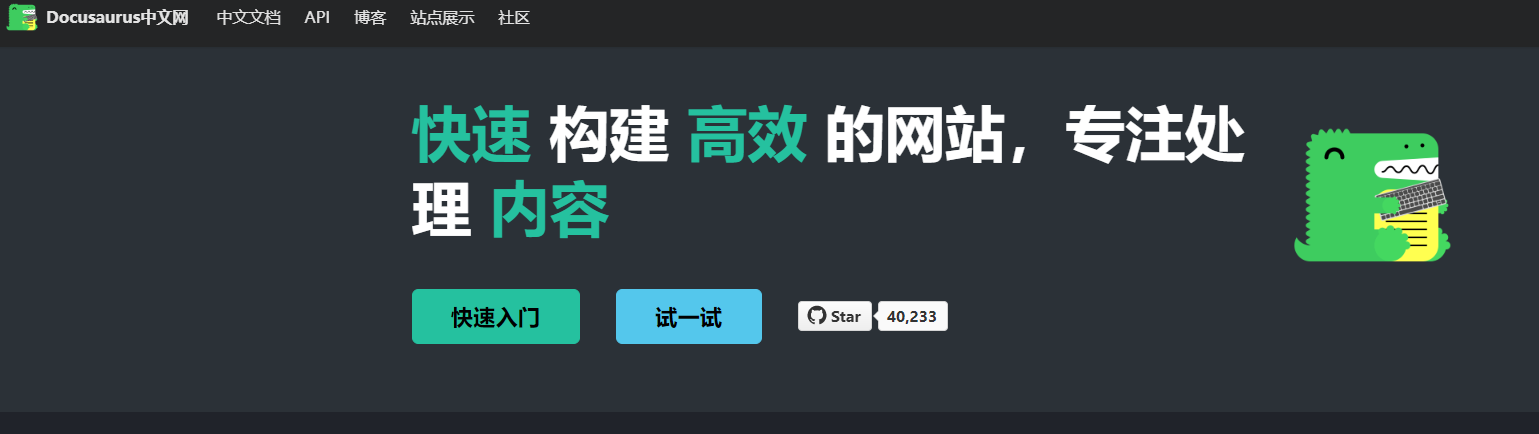 Docusaurus中文网 中文文档 API 博客 站点展示 社区
快速 构建 高效 的网站，专注处
理 内容
快速入门 试一试 Star 40,233